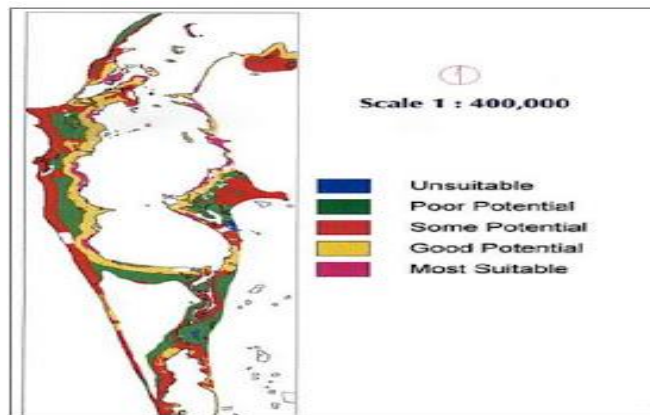 Scale 1 : 400,000
Unsuitable
Poor Potential
Some Potential
Good Potential
Most Suitable